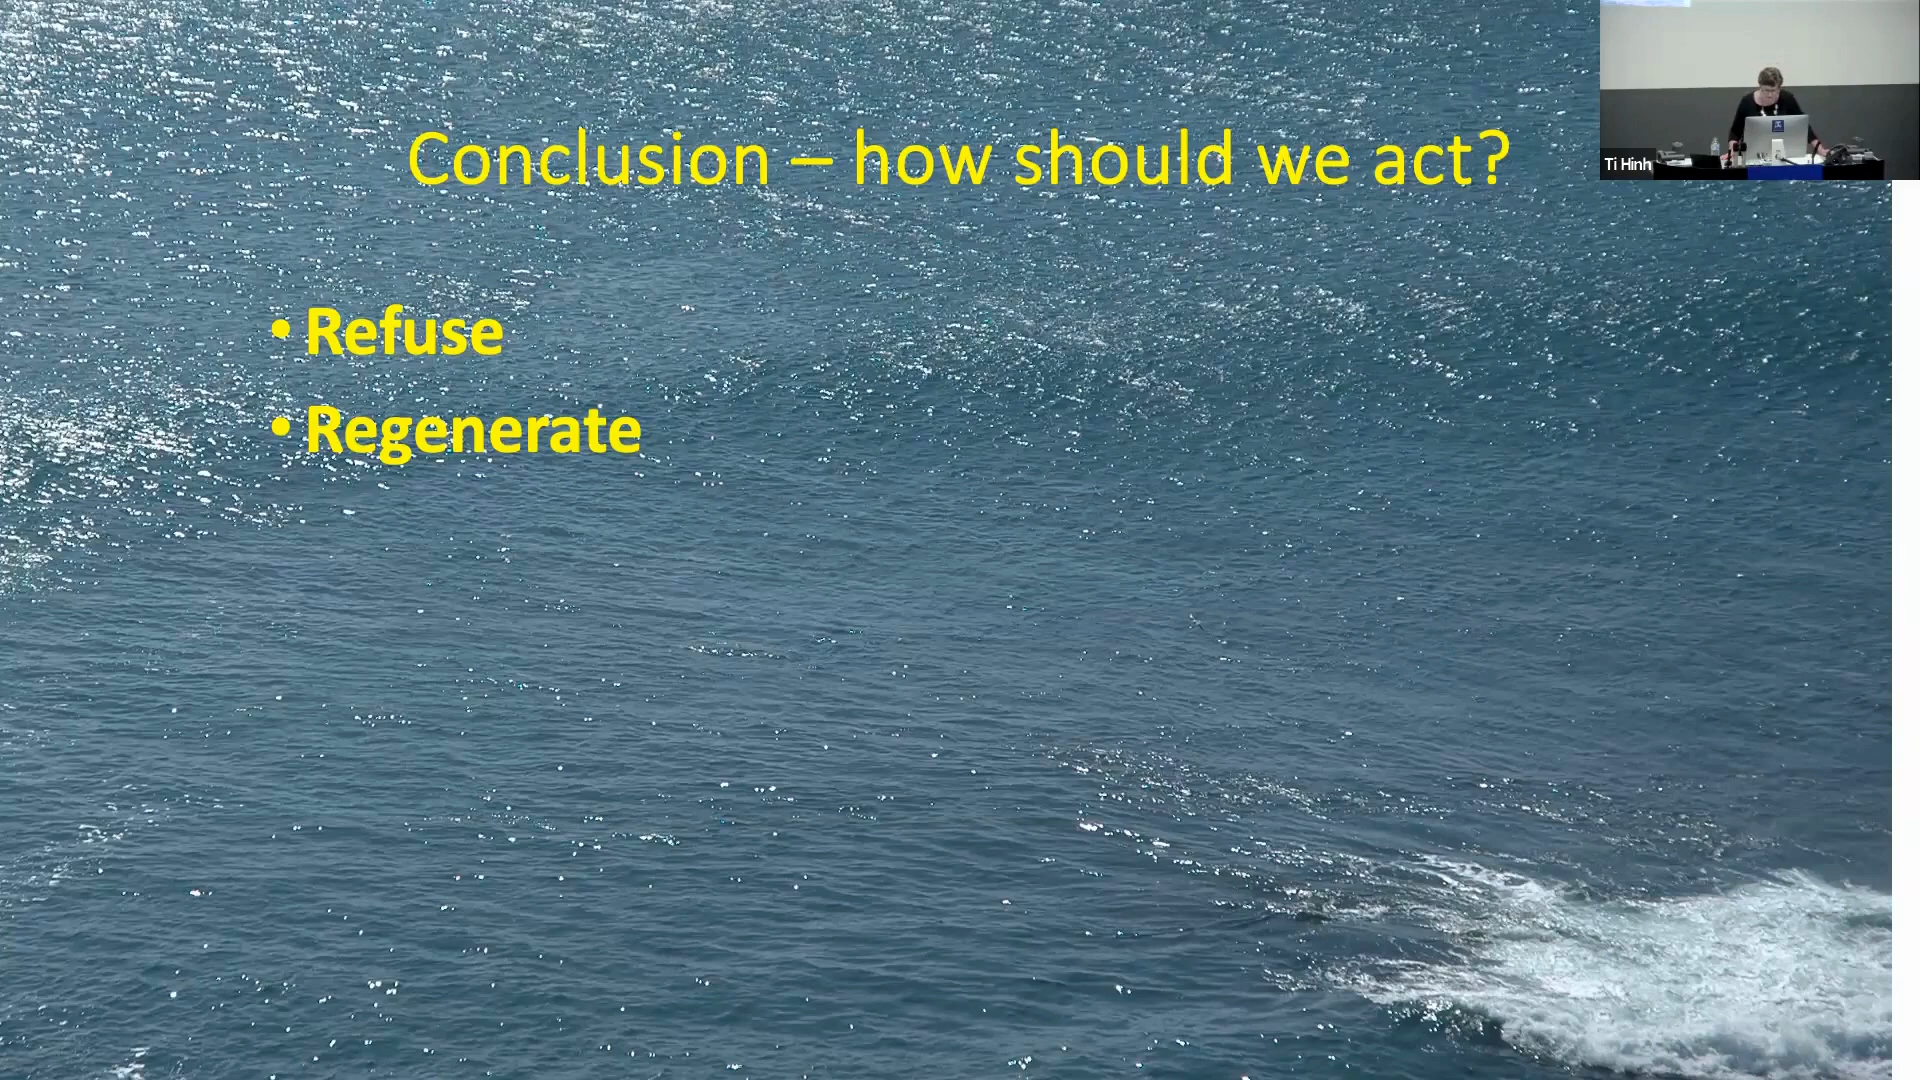 Conclusion – how should we act?
• Refuse
• Regenerate
Ti Hinh